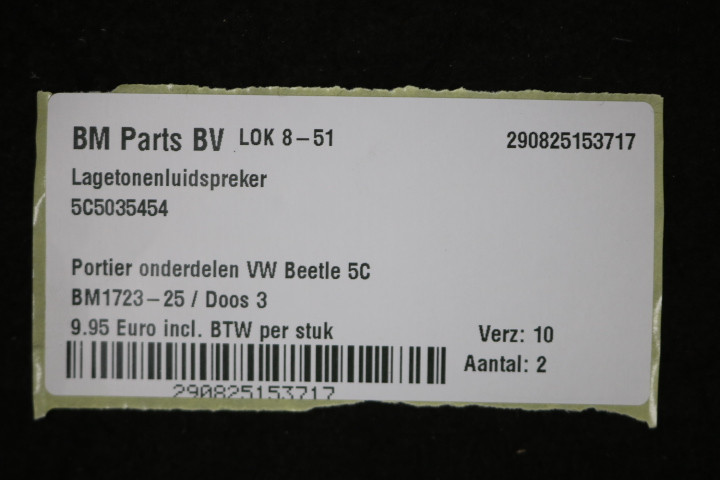 BM Parts BV LOK 8-51 290825153717
Lagetonenluidspreker
5C5035454
Portier onderdelen VW Beetle 5C
BM1723-25 / Doos 3
9.95 Euro incl. BTW per stuk
Verz: 10
Aantal: 2
290825153717